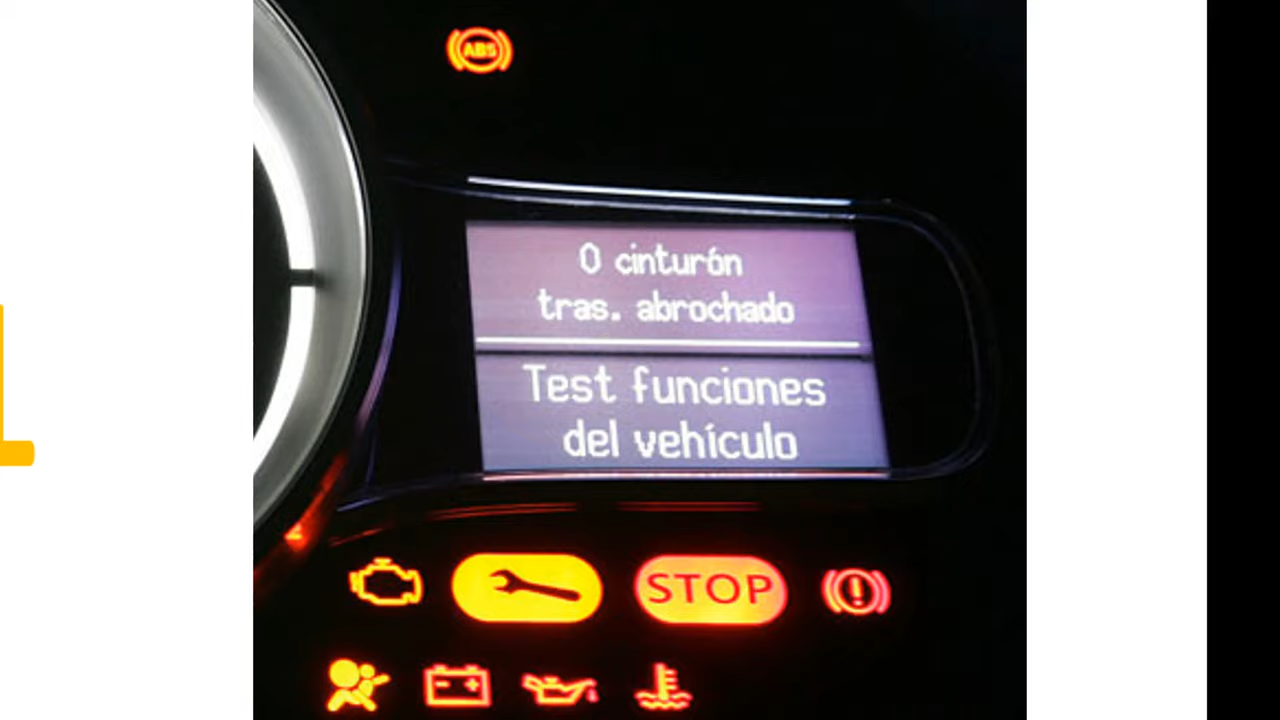 ABS
0 cinturón
tras. abrochado
Test funciones
del vehículo
STOP